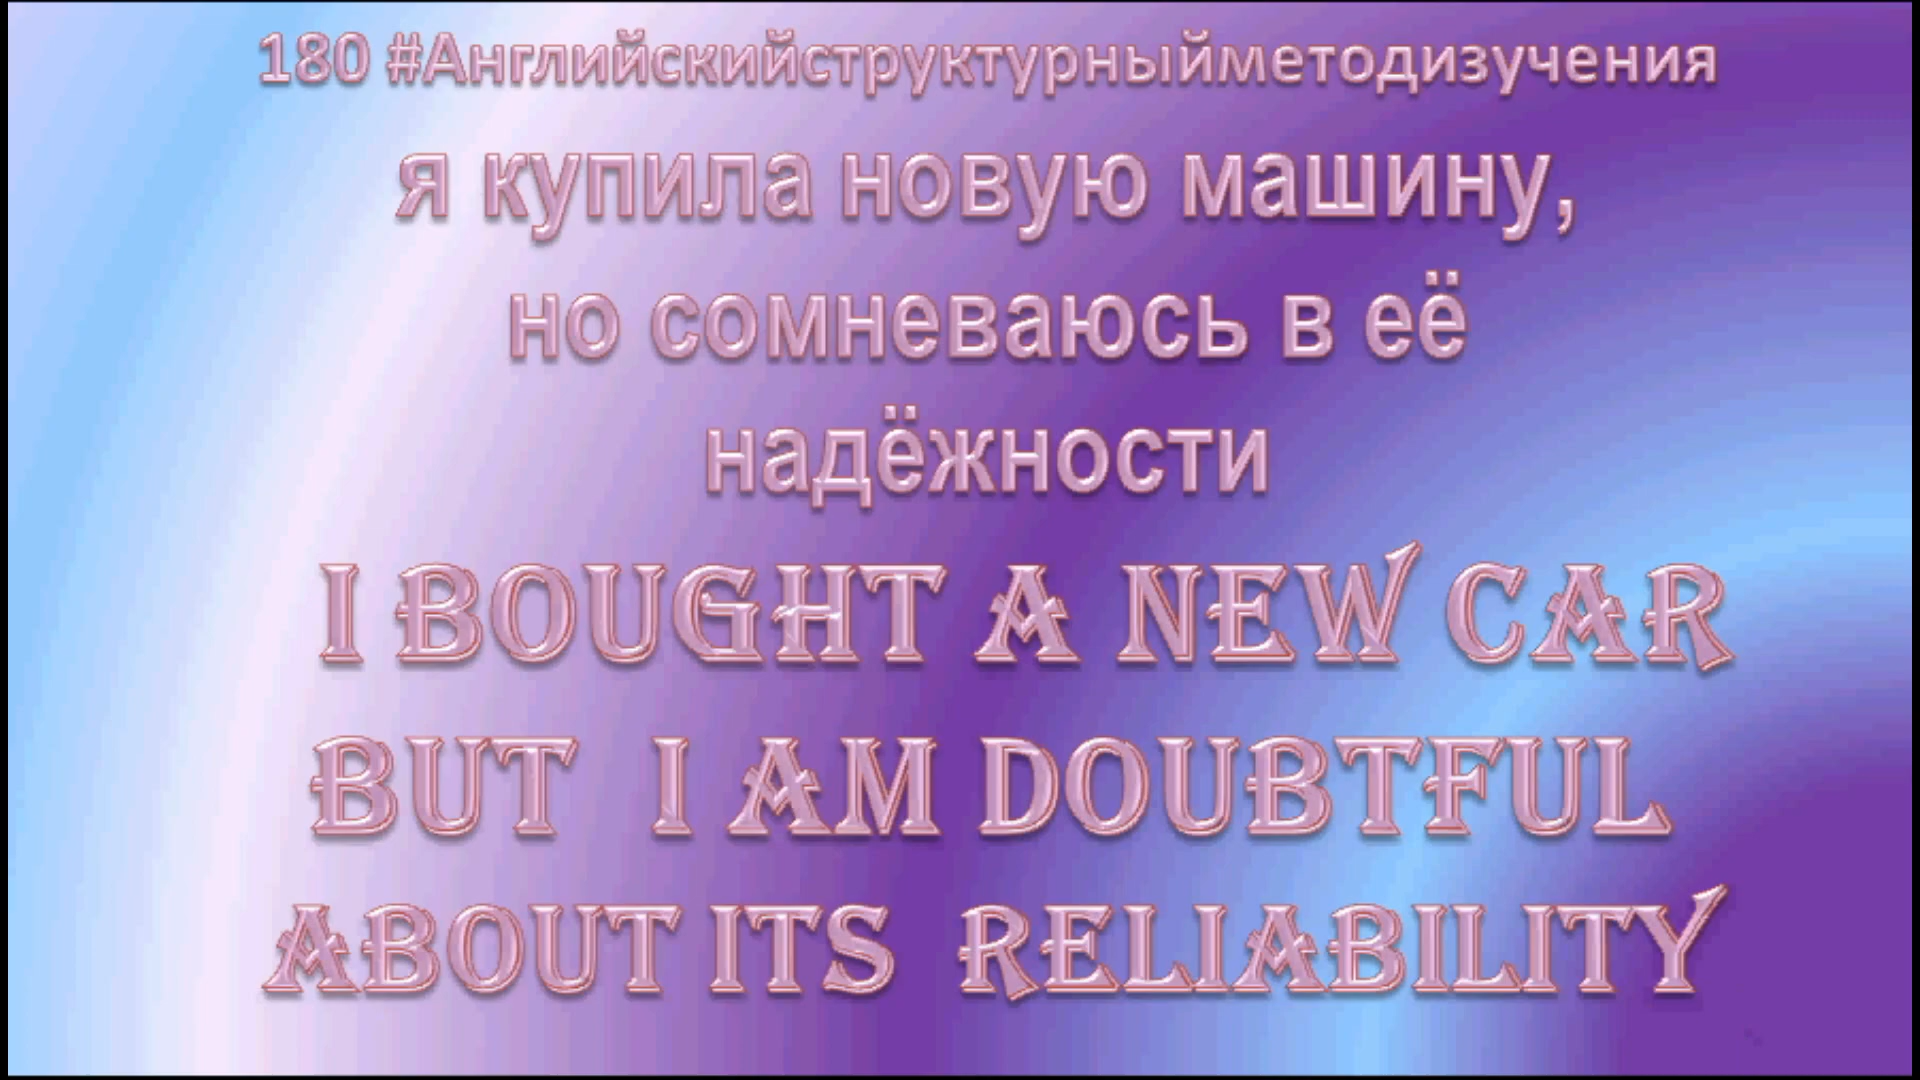 180 #Английскийструктурныйметодизучения
я купила новую машину,
но сомневаюсь в её
надёжности
I BOUGHT A NEW CAR
BUT I AM DOUBTFUL
ABOUT ITS RELIABILITY